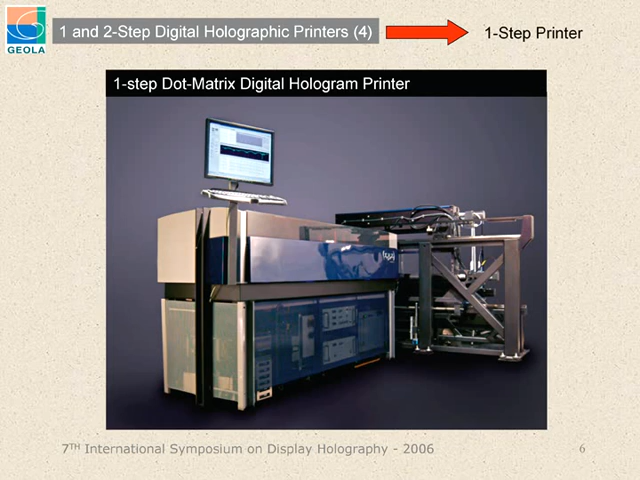 GEOLA
1 and 2-Step Digital Holographic Printers (4)
1-Step Printer
1-step Dot-Matrix Digital Hologram Printer
7TH International Symposium on Display Holography - 2006
6